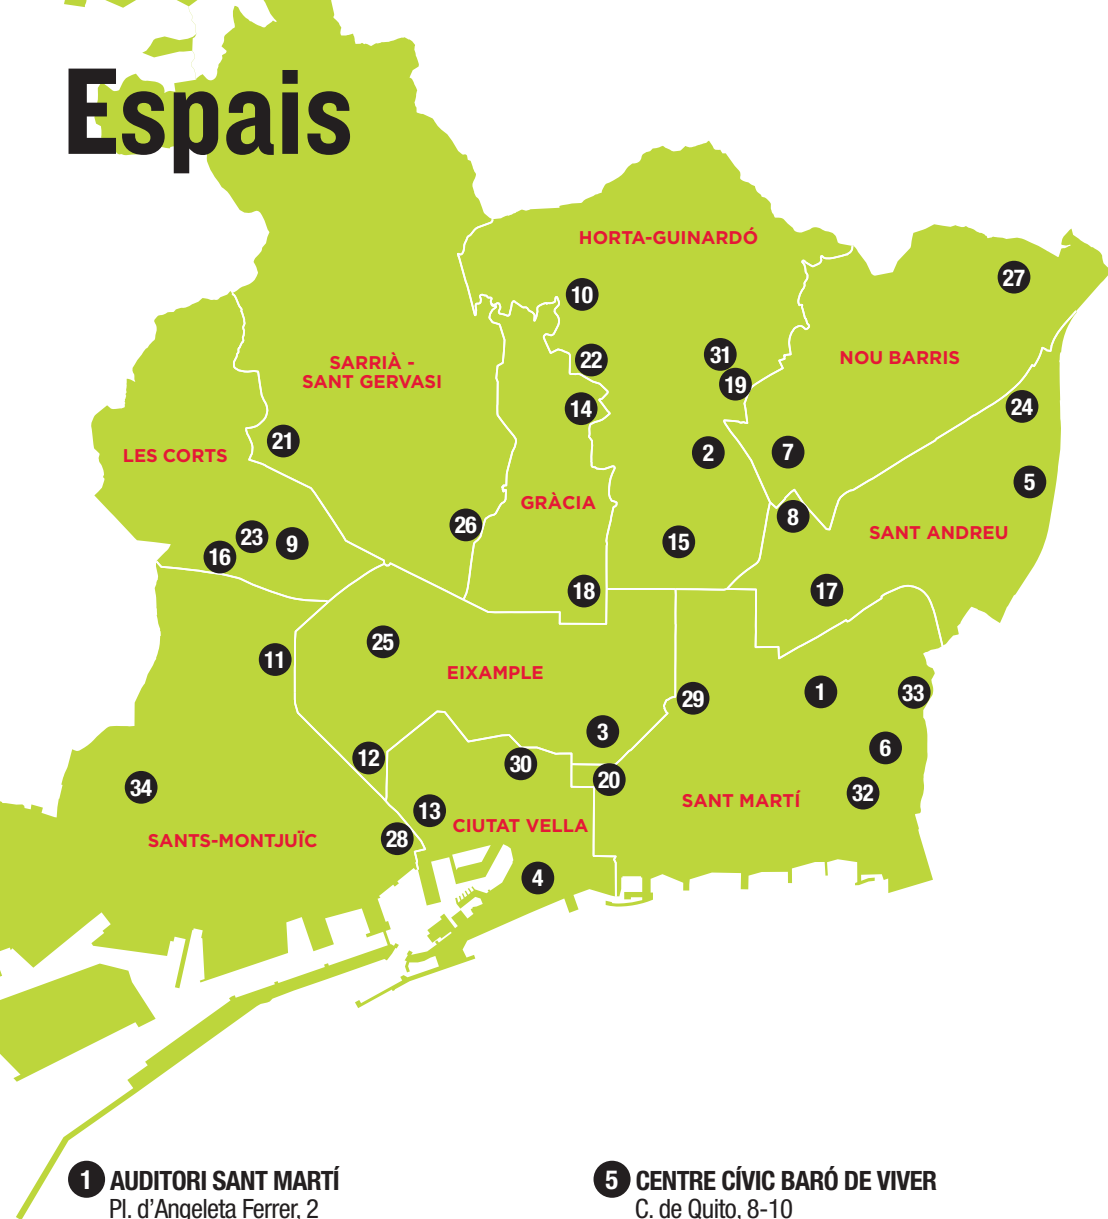 Espais
HORTA-GUINARDÓ
27
10
31
22
NOU BARRIS
SARRIÀ -
SANT GERVASI
19
14
24
21
2
7
LES CORTS
5
GRÀCIA
8
26
SANT ANDREU
23
9
15
16
18
17
25
11
EIXAMPLE
29
1
33
3
6
12
30
20
34
32
SANT MARTÍ
13
CIUTAT VELLA
28
SANTS-MONTJUÏC
4
1 AUDITORI SANT MARTÍ
Pl. d'Angeleta Ferrer, 2
5 CENTRE CÍVIC BARÓ DE VIVER
C. de Quito, 8-10